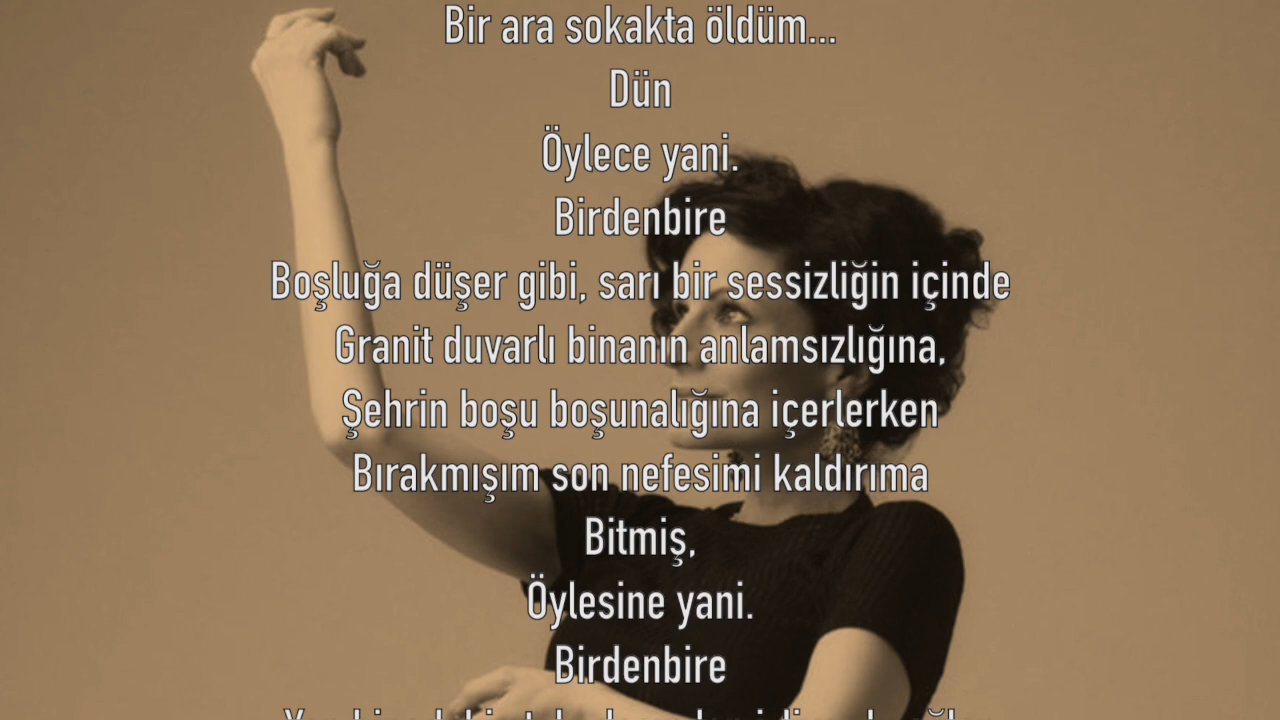 Bir ara sokakta öldüm...
Dün
Öylece yani.
Birdenbire
Boşluğa düşer gibi, sarı bir sessizliğin içinde
Granit duvarlı binanın anlamsızlığına,
Şehrin boşu boşunalığına içerlerken
Bırakmışım son nefesimi kaldırıma
Bitmiş,
Öylesine yani.
Birdenbire